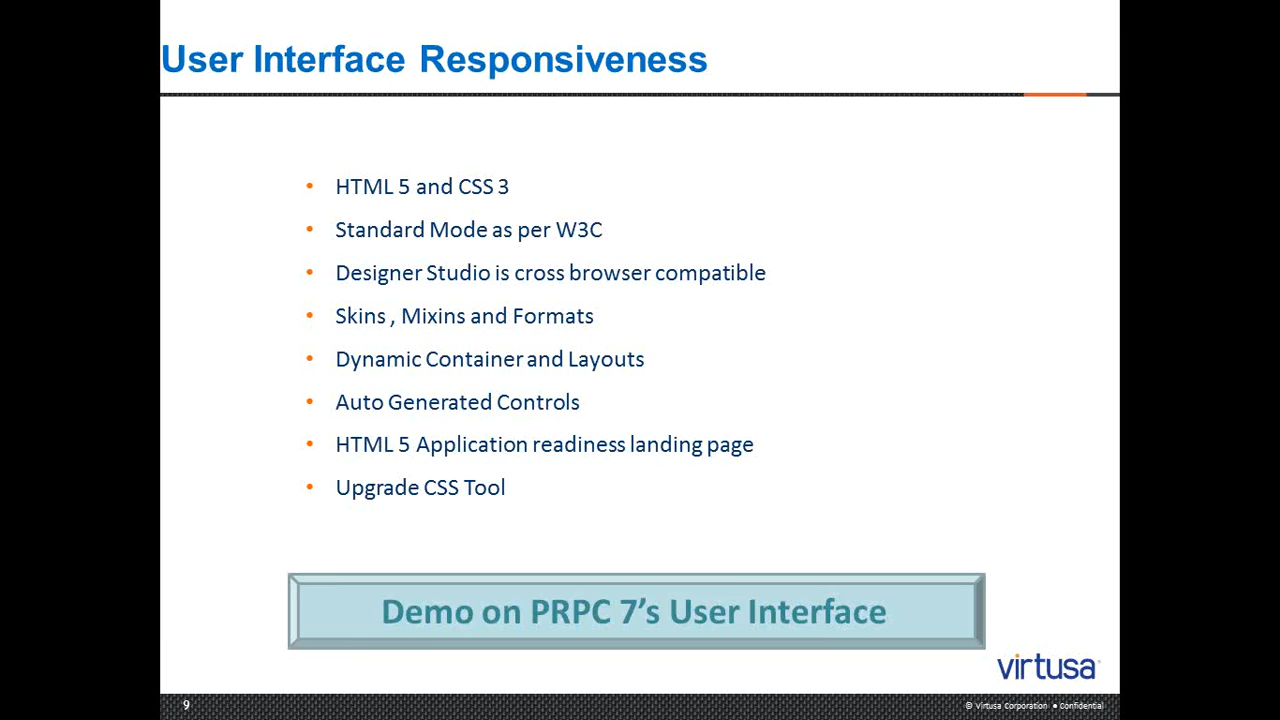 User Interface Responsiveness
• HTML 5 and CSS 3
• Standard Mode as per W3C
• Designer Studio is cross browser compatible
• Skins , Mixins and Formats
• Dynamic Container and Layouts
• Auto Generated Controls
• HTML 5 Application readiness landing page
• Upgrade CSS Tool
Demo on PRPC 7’s User Interface
virtusa
9
© Virtusa Corporation ● Confidential